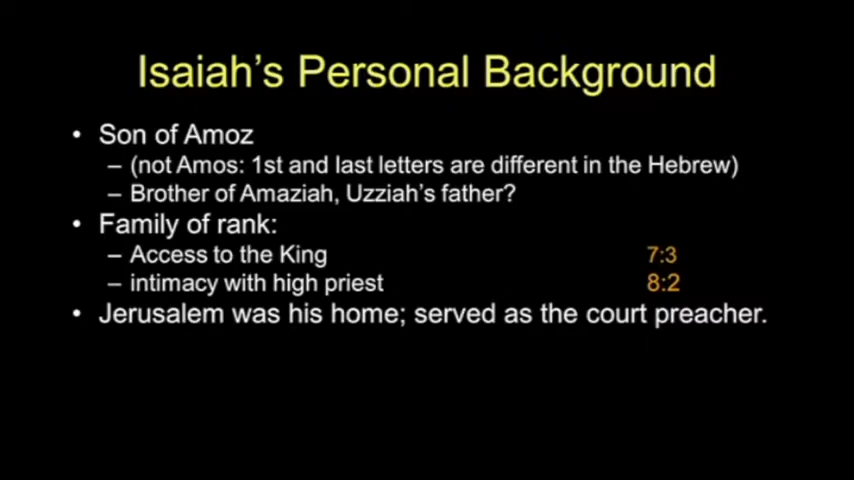 Isaiah's Personal Background
• Son of Amoz
– (not Amos: 1st and last letters are different in the Hebrew)
– Brother of Amaziah, Uzziah's father?
• Family of rank:
– Access to the King 7:3
– intimacy with high priest 8:2
• Jerusalem was his home; served as the court preacher.